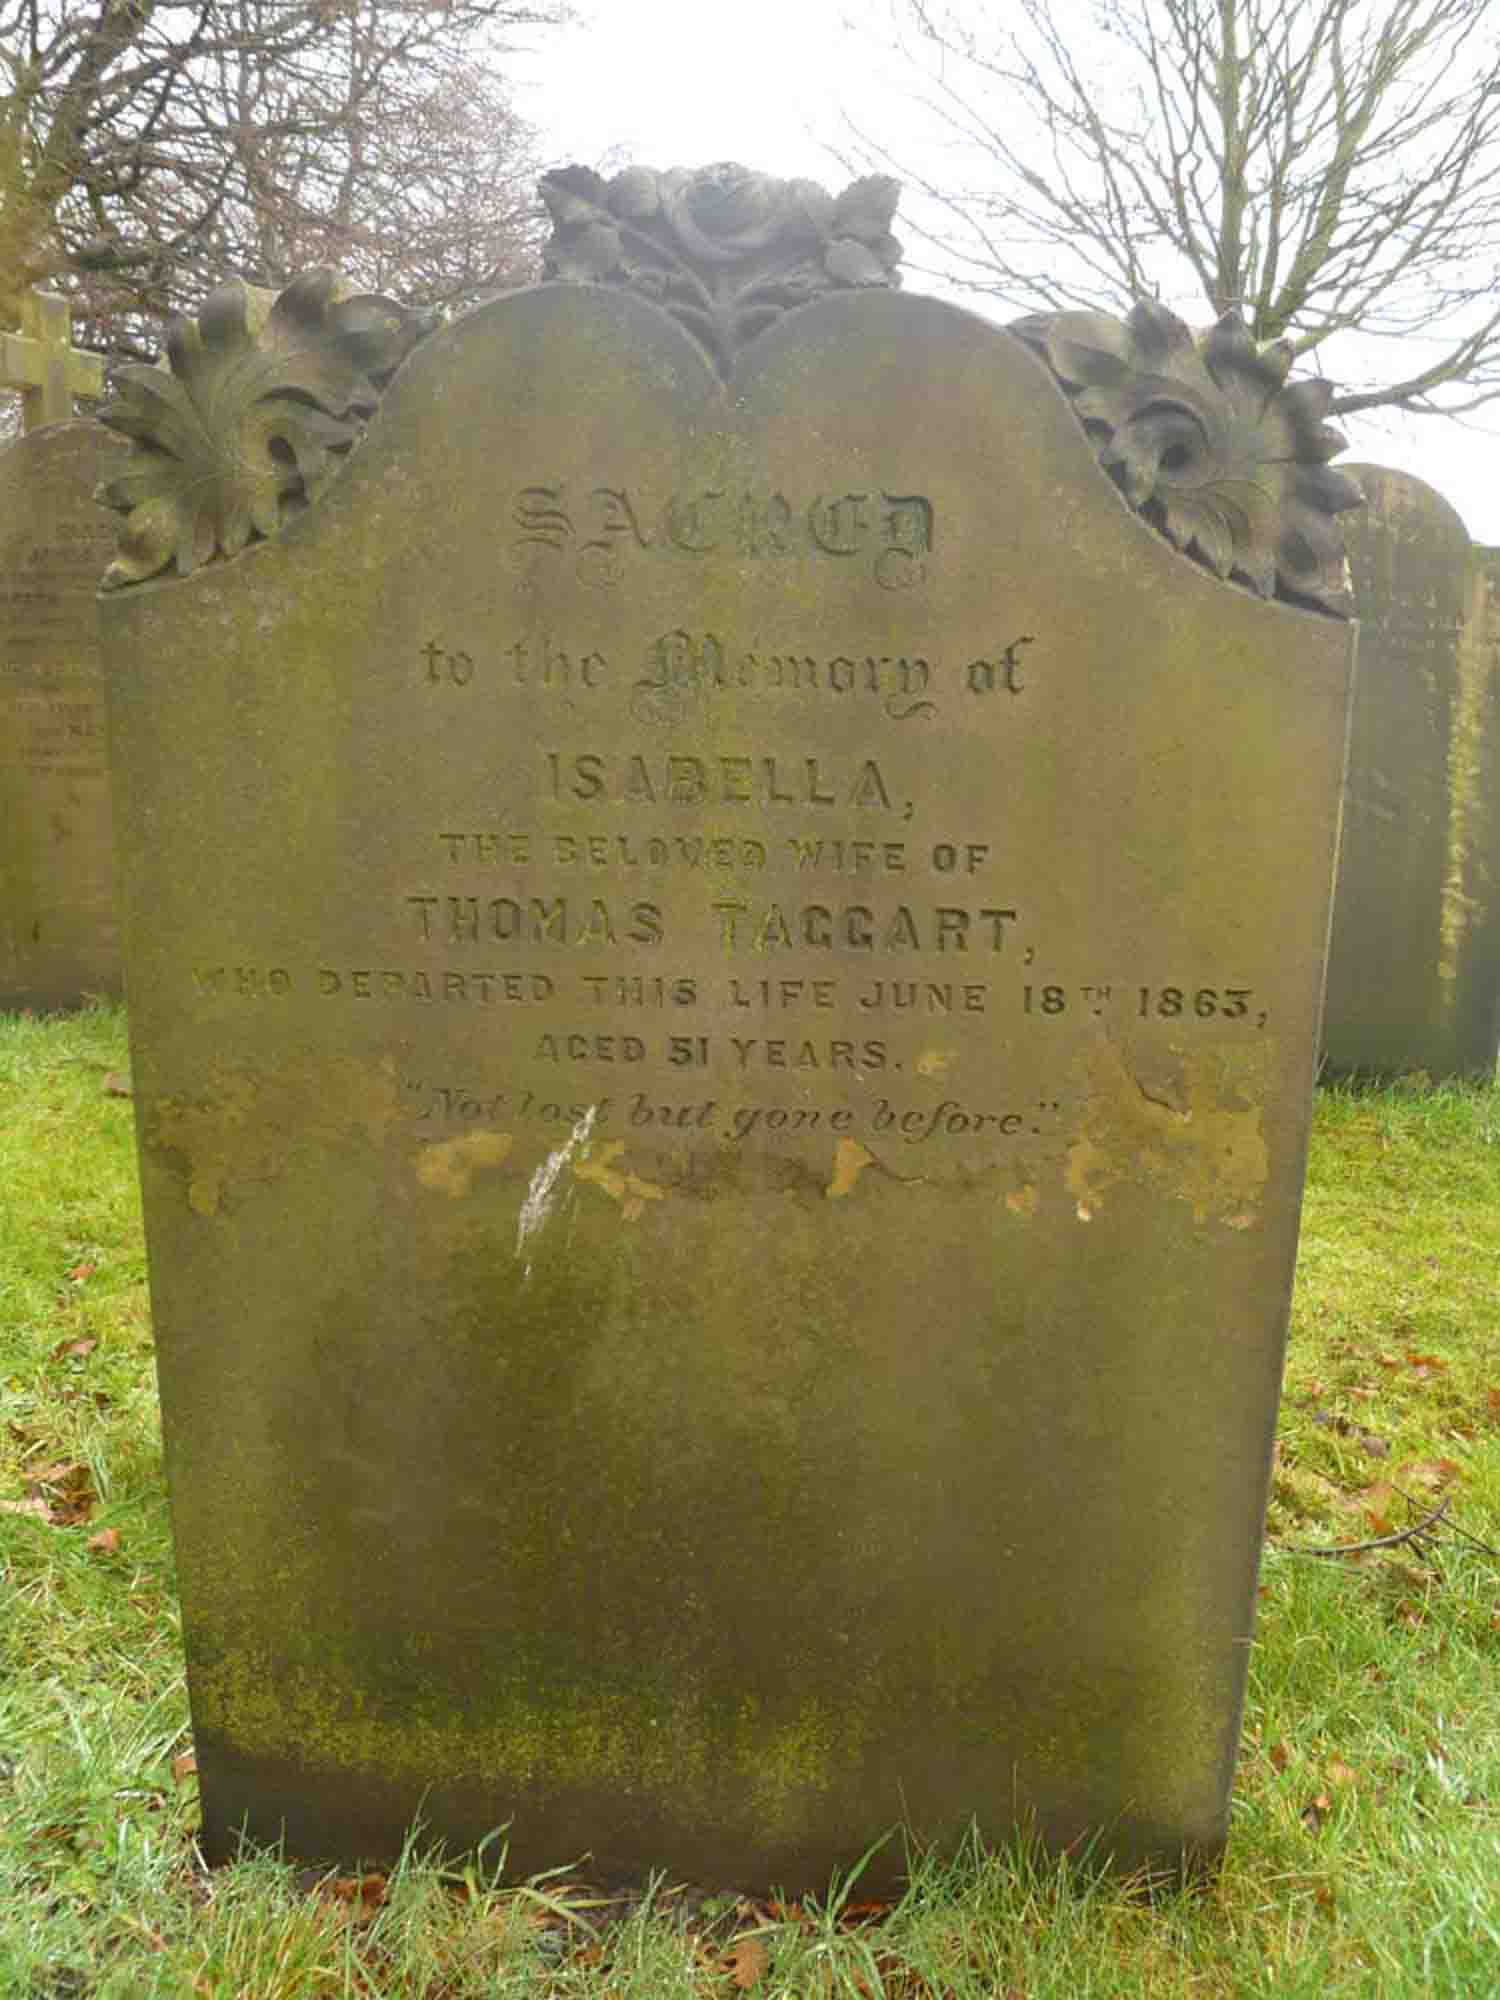 SACRED
to the Memory of
ISABELLA,
THE BELOVED WIFE OF
THOMAS TAGGART,
WHO DEPARTED THIS LIFE JUNE 18TH 1863,
AGED 51 YEARS.
"Not lost but gone before."